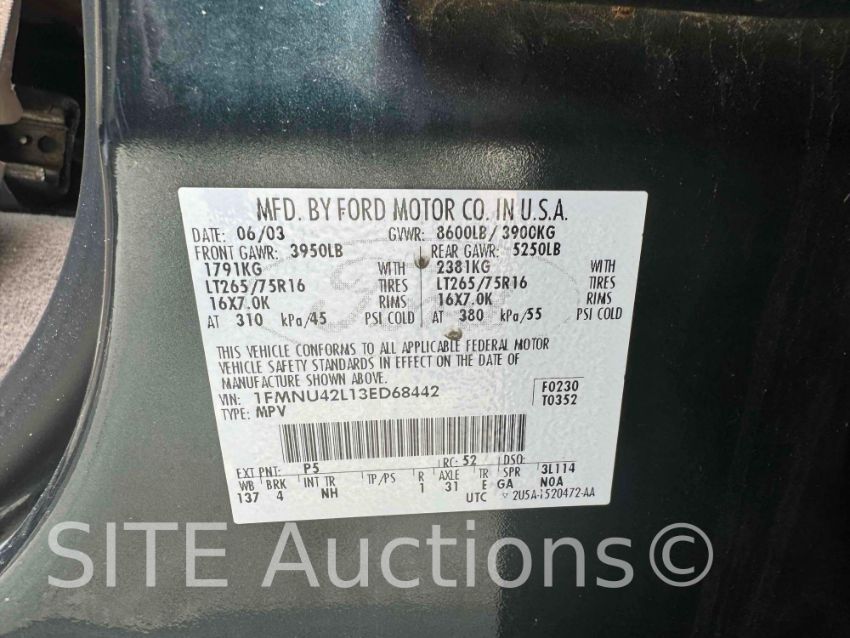 MFD. BY FORD MOTOR CO. IN U.S.A.
DATE: 06/03 GVWR: 8600LB/ 3900KG
FRONT GAWR: 3950LB REAR GAWR: 5250LB
1791KG WITH 2381KG WITH
LT265/75R16 TIRES LT265/75R16 TIRES
16X7.0K RIMS 16X7.0K RIMS
AT 310 kPa/45 PSI COLD AT 380 kPa/55 PSI COLD
THIS VEHICLE CONFORMS TO ALL APPLICABLE FEDERAL MOTOR
VEHICLE SAFETY STANDARDS IN EFFECT ON THE DATE OF
MANUFACTURE SHOWN ABOVE.
VIN: 1FMNU42L13ED68442 F0230
TYPE: MPV T0352
EXT PNT: P5 RC: 52 DSO:
WB BRK INT TR TP/PS R AXLE TR SPR 3L114
137 4 NH 1 31 E GA N0A
UTC 2U5A-1520472-AA
SITE Auctions©